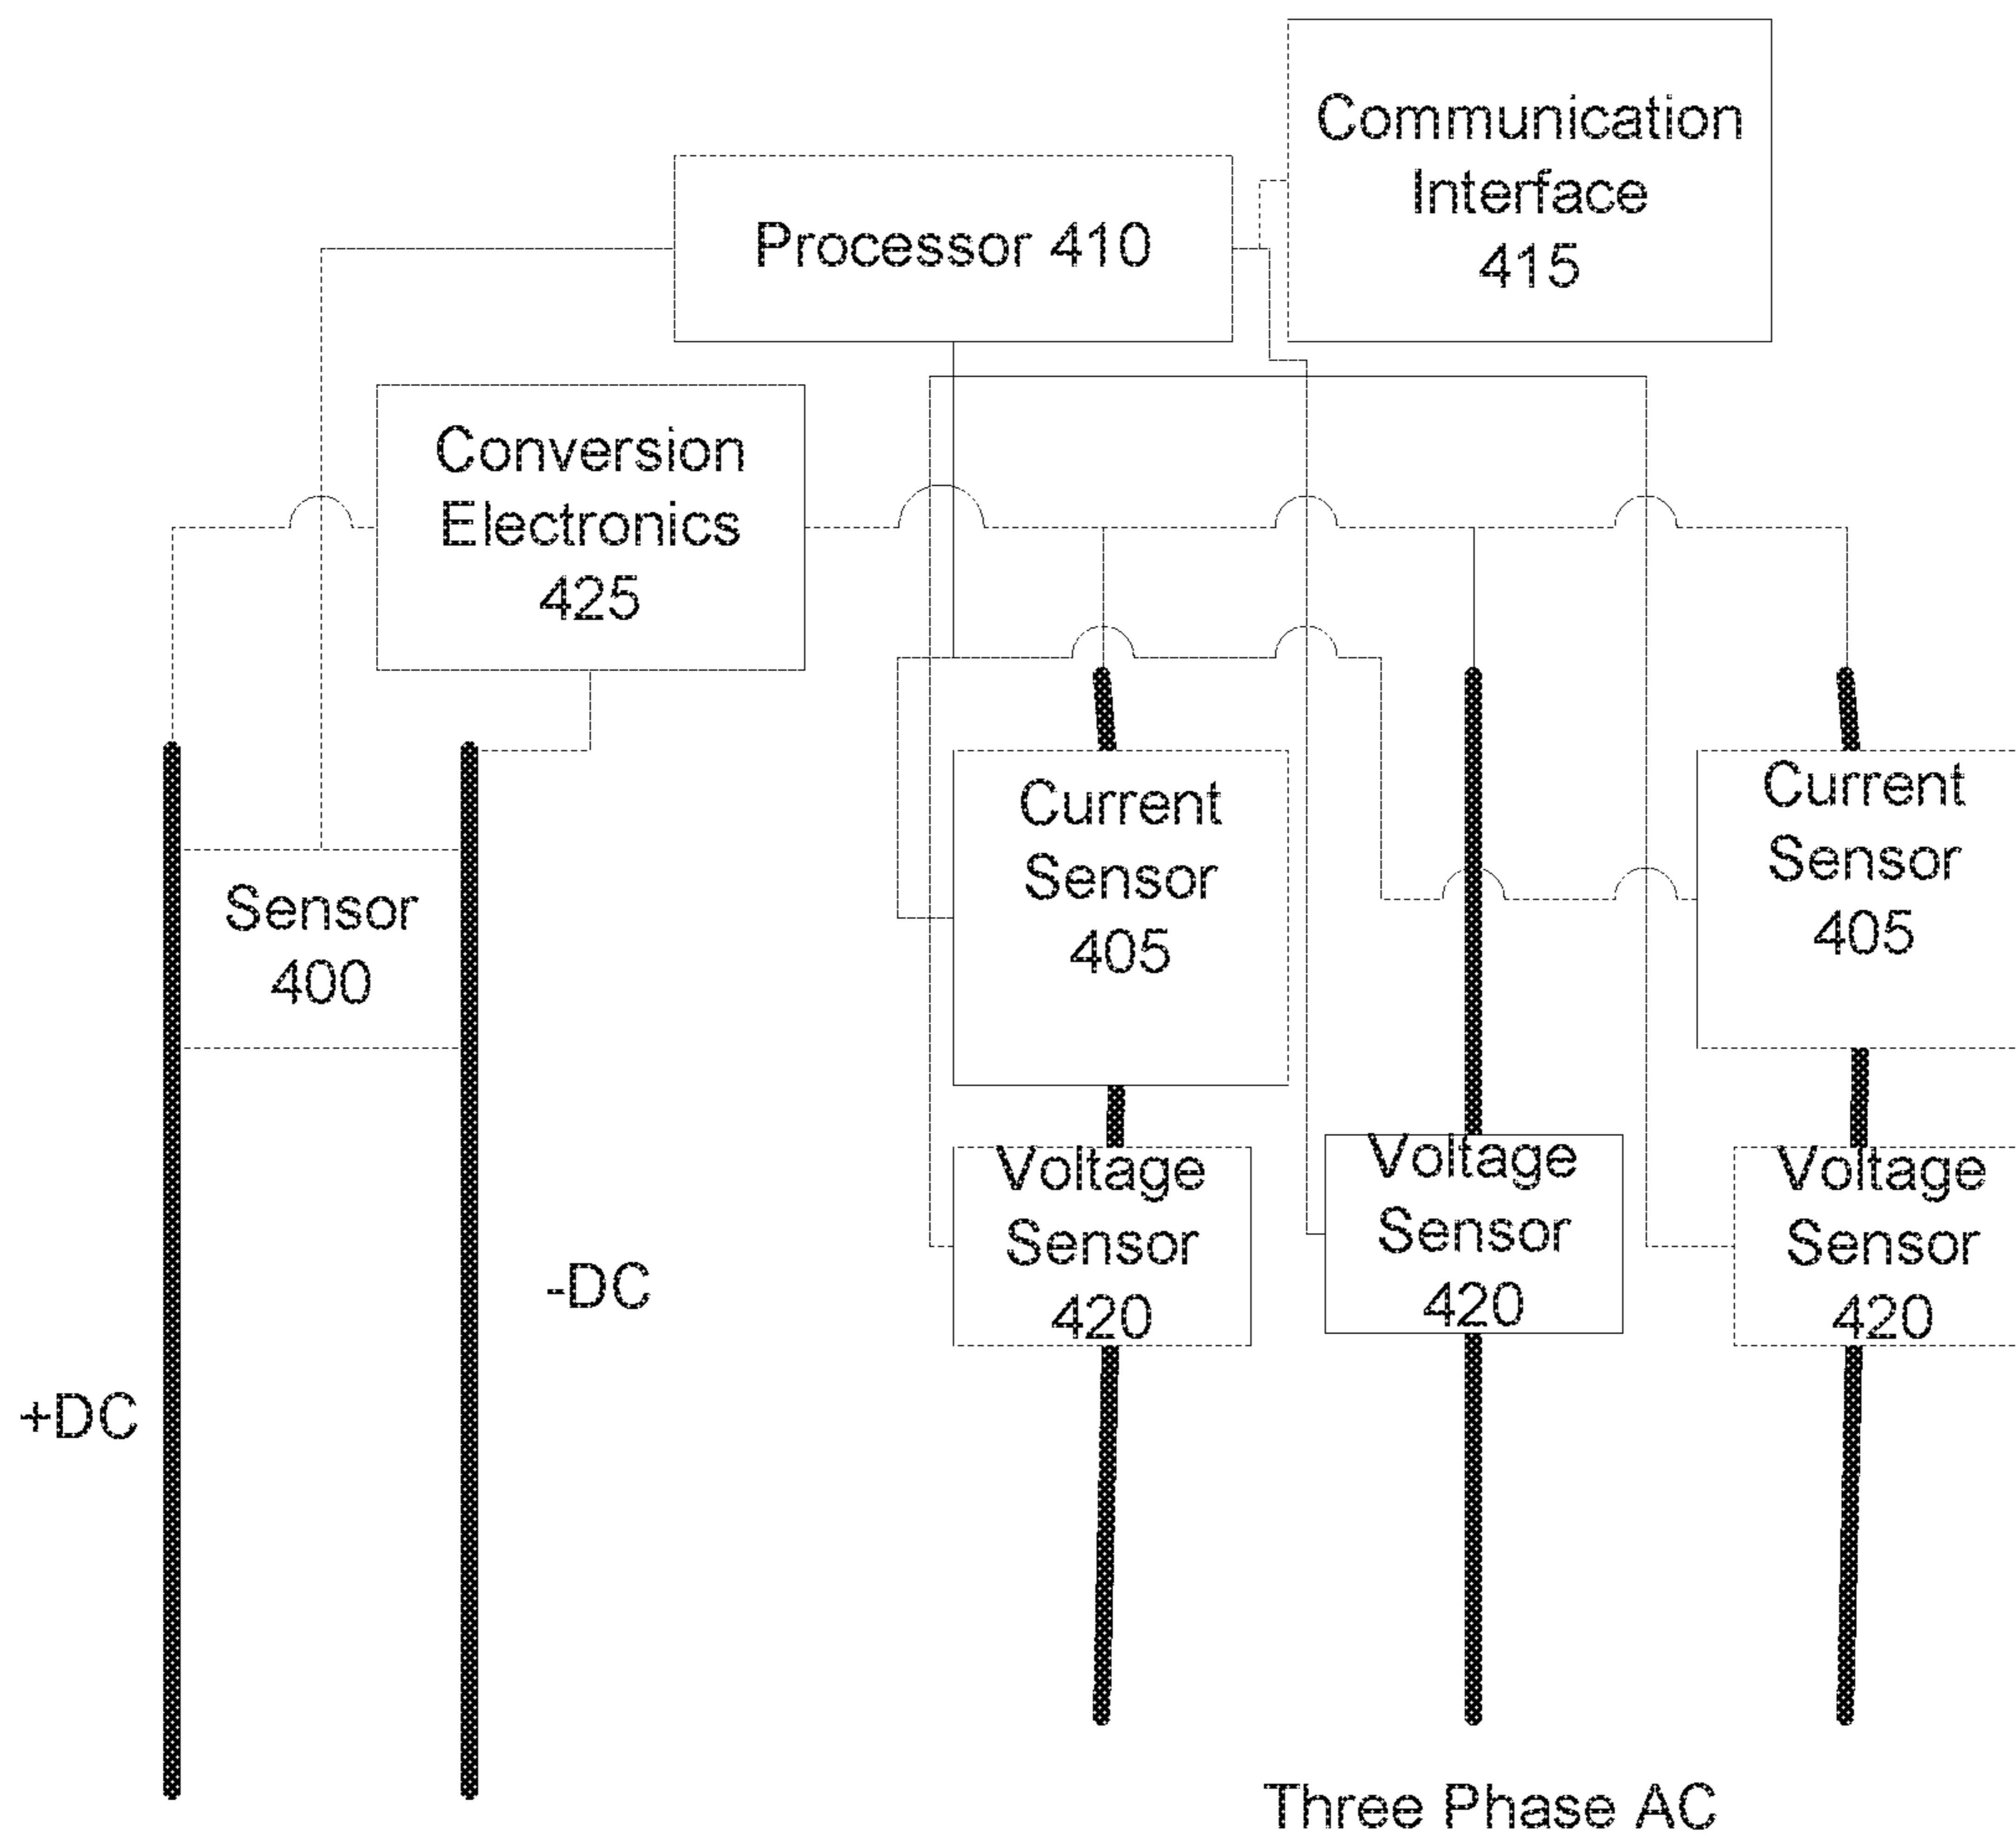 Communication
Interface
415
Processor 410
Conversion
Electronics
425
Current
Sensor
405
Current
Sensor
405
Sensor
400
Voltage
Sensor
420
Voltage
Sensor
420
Voltage
Sensor
420
-DC
+DC
Three Phase AC